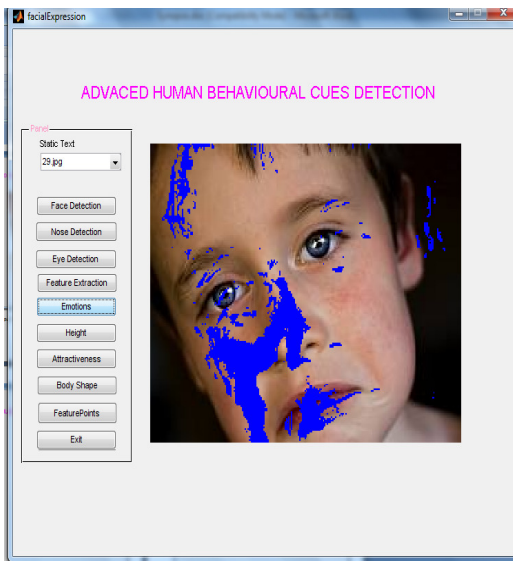 facialExpression
ADVACED HUMAN BEHAVIOURAL CUES DETECTION
Panel
Static Text
29.jpg
Face Detection
Nose Detection
Eye Detection
Feature Extraction
Emotions
Height
Attractiveness
Body Shape
FeaturePoints
Exit